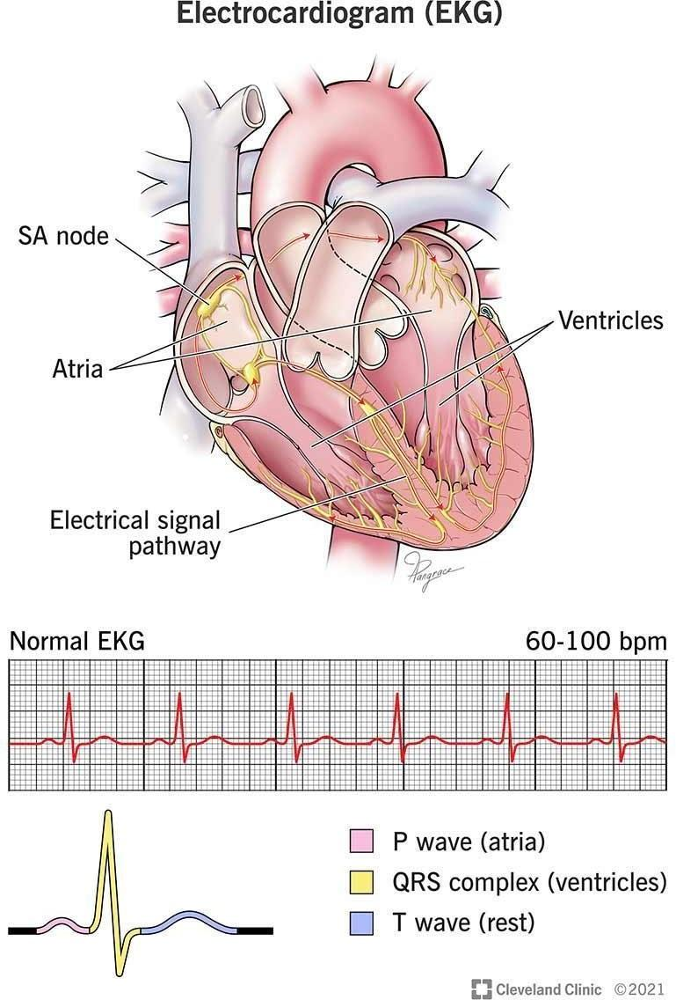 Electrocardiogram (EKG)
SA node
Ventricles
Atria
Electrical signal
pathway
Pangrace
Normal EKG
60-100 bpm
P wave (atria)
QRS complex (ventricles)
T wave (rest)
Cleveland Clinic ©2021